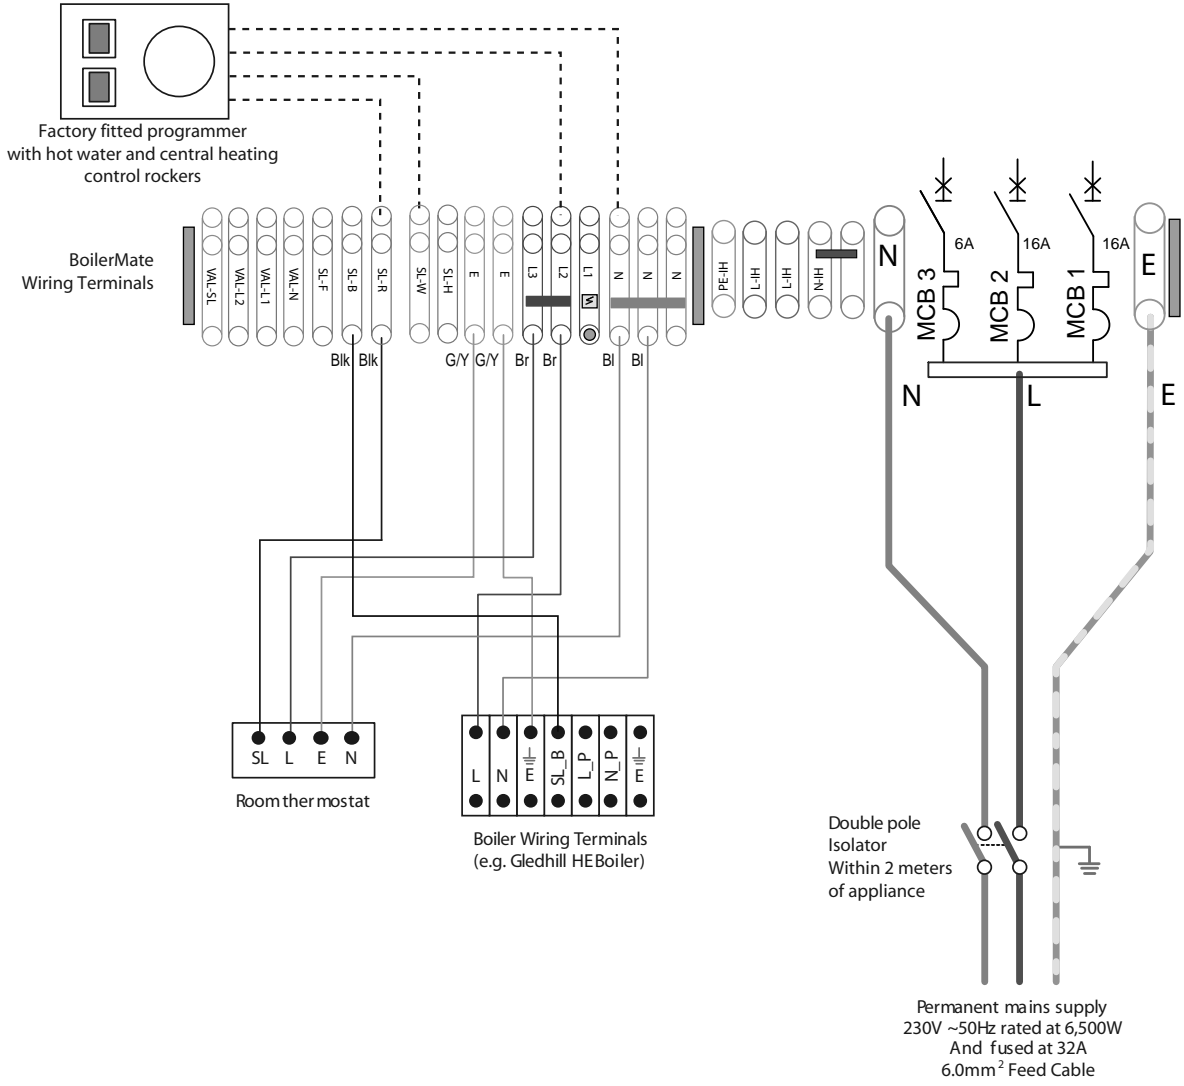 Factory fitted programmer
with hot water and central heating
control rockers
BoilerMate
Wiring Terminals
VAL-SL
VAL-L2
VAL-L1
VAL-N
SL-F
SL-B
SL-R
SL-W
SL-H
E
E
L3
L2
L1
N
N
N
PE-IH
L-IH
L-IH
N-IH
N
6A
MCB 3
16A
MCB 2
16A
MCB 1
E
Blk
Blk
G/Y
G/Y
Br
Br
Bl
Bl
N
L
E
SL
L
E
N
Room thermostat
L
N
E
SL_B
L_P
N_P
E
Boiler Wiring Terminals
(e.g. Gledhill HE Boiler)
Double pole
Isolator
Within 2 meters
of appliance
Permanent mains supply
230V ~50Hz rated at 6,500W
And fused at 32A
6.0mm² Feed Cable